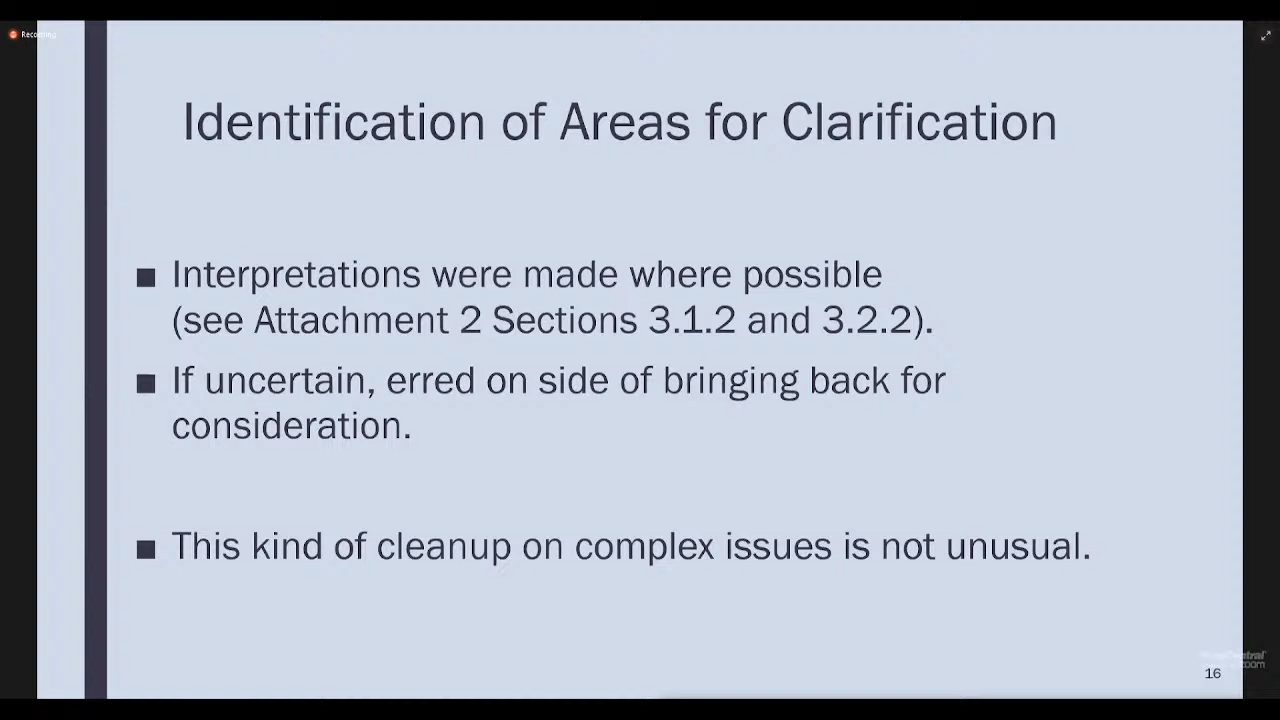 Recording
Identification of Areas for Clarification
■ Interpretations were made where possible
(see Attachment 2 Sections 3.1.2 and 3.2.2).
■ If uncertain, erred on side of bringing back for
consideration.
■ This kind of cleanup on complex issues is not unusual.
zoom
16